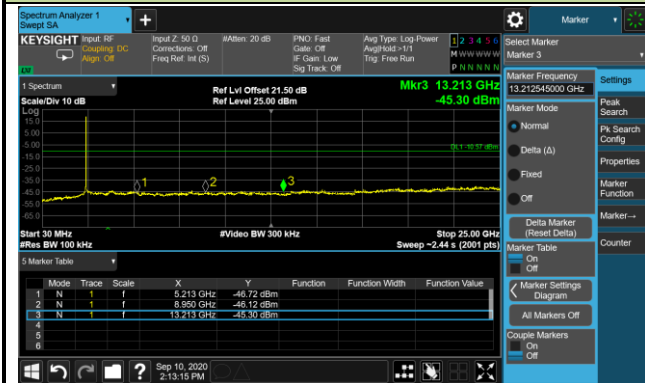 Spectrum Analyzer 1
Swept SA
+
Marker
KEYSIGHT
Input: RF
Coupling: DC
Align: Off
Input Z: 50 Ω
Corrections: Off
Freq Ref: Int (S)
#Atten: 20 dB
PNO: Fast
Gate: Off
IF Gain: Low
Sig Track: Off
Avg Type: Log-Power
Avg|Hold:>1/1
Trig: Free Run
1 2 3 4 5 6
M W W W W W
P N N N N N
Select Marker
Marker 3
1 Spectrum
Scale/Div 10 dB
Ref Lvl Offset 21.50 dB
Ref Level 25.00 dBm
Mkr3 13.213 GHz
-45.30 dBm
Log
15.0
5.00
-5.00
-15.0
-25.0
-35.0
-45.0
-55.0
-65.0
DL1 -10.57 dBm
1
2
3
Start 30 MHz
#Res BW 100 kHz
#Video BW 300 kHz
Stop 25.00 GHz
Sweep ~2.44 s (2001 pts)
5 Marker Table
Mode Trace Scale X Y Function Function Width Function Value
1 N 1 f 5.213 GHz -46.72 dBm
2 N 1 f 8.950 GHz -46.12 dBm
3 N 1 f 13.213 GHz -45.30 dBm
4
5
6
Marker Frequency
13.212545000 GHz
Marker Mode
Normal
Delta (Δ)
Fixed
Off
Delta Marker
(Reset Delta)
Marker Table
On
Off
Marker Settings
Diagram
All Markers Off
Couple Markers
On
Off
Settings
Peak
Search
Pk Search
Config
Properties
Marker
Function
Marker→
Counter
?
Sep 10, 2020
2:13:15 PM